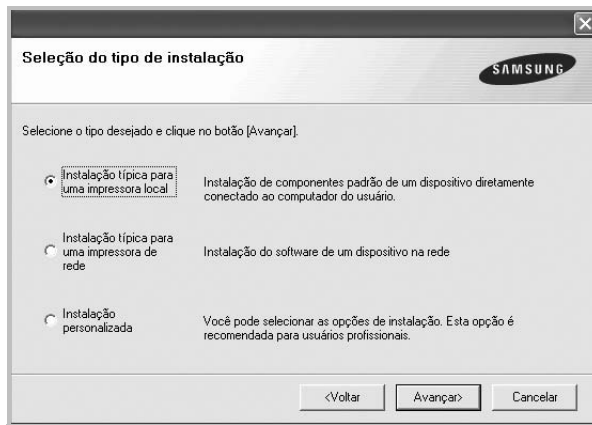 Seleção do tipo de instalação
SAMSUNG
Selecione o tipo desejado e clique no botão [Avançar].
Instalação típica para
uma impressora local
Instalação de componentes padrão de um dispositivo diretamente
conectado ao computador do usuário.
Instalação típica para
uma impressora de
rede
Instalação do software de um dispositivo na rede
Instalação
personalizada
Você pode selecionar as opções de instalação. Esta opção é
recomendada para usuários profissionais.
<Voltar
Avançar>
Cancelar